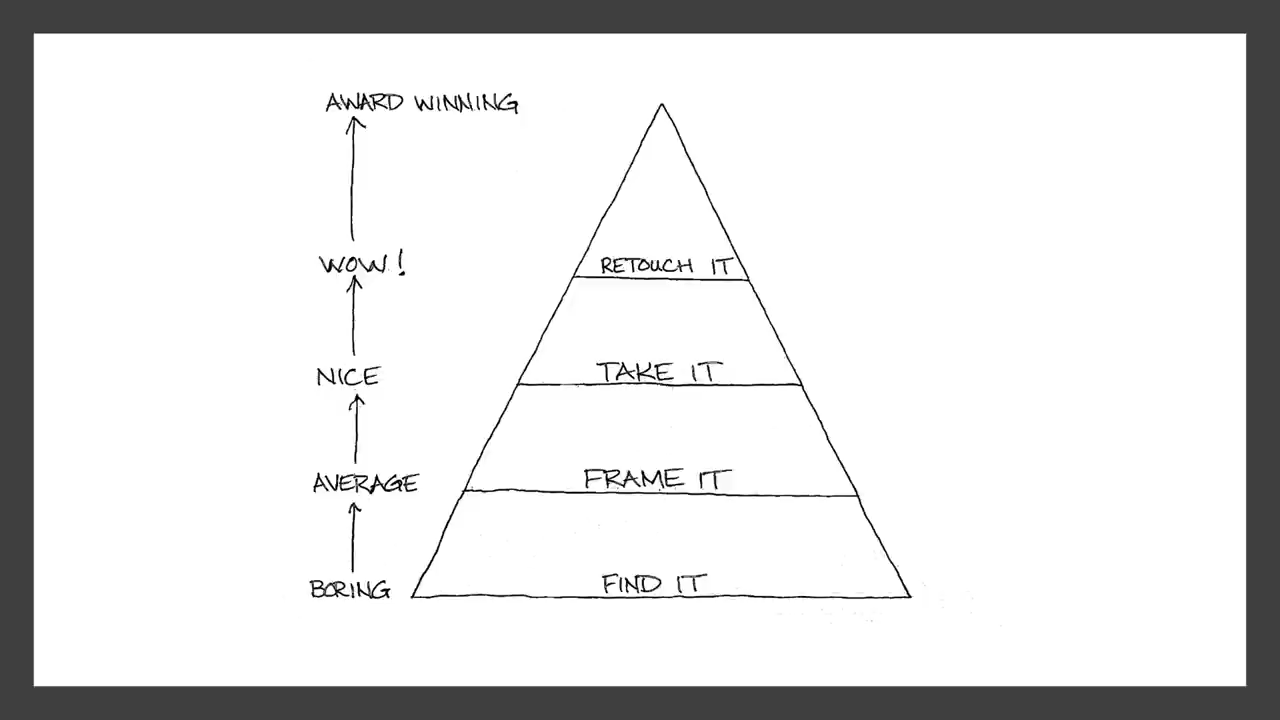 AWARD WINNING
WOW!
RETOUCH IT
NICE
TAKE IT
AVERAGE
FRAME IT
BORING
FIND IT